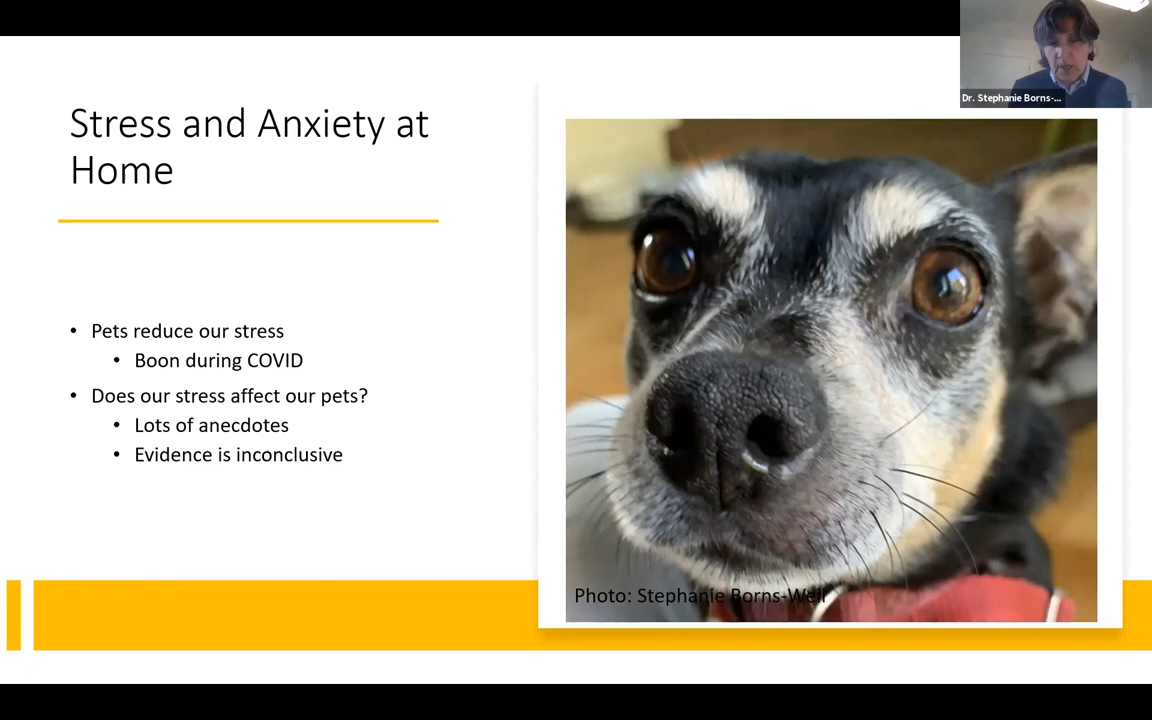 Dr. Stephanie Borns-...
Stress and Anxiety at
Home
• Pets reduce our stress
• Boon during COVID
• Does our stress affect our pets?
• Lots of anecdotes
• Evidence is inconclusive
Photo: Stephanie Borns-Weil